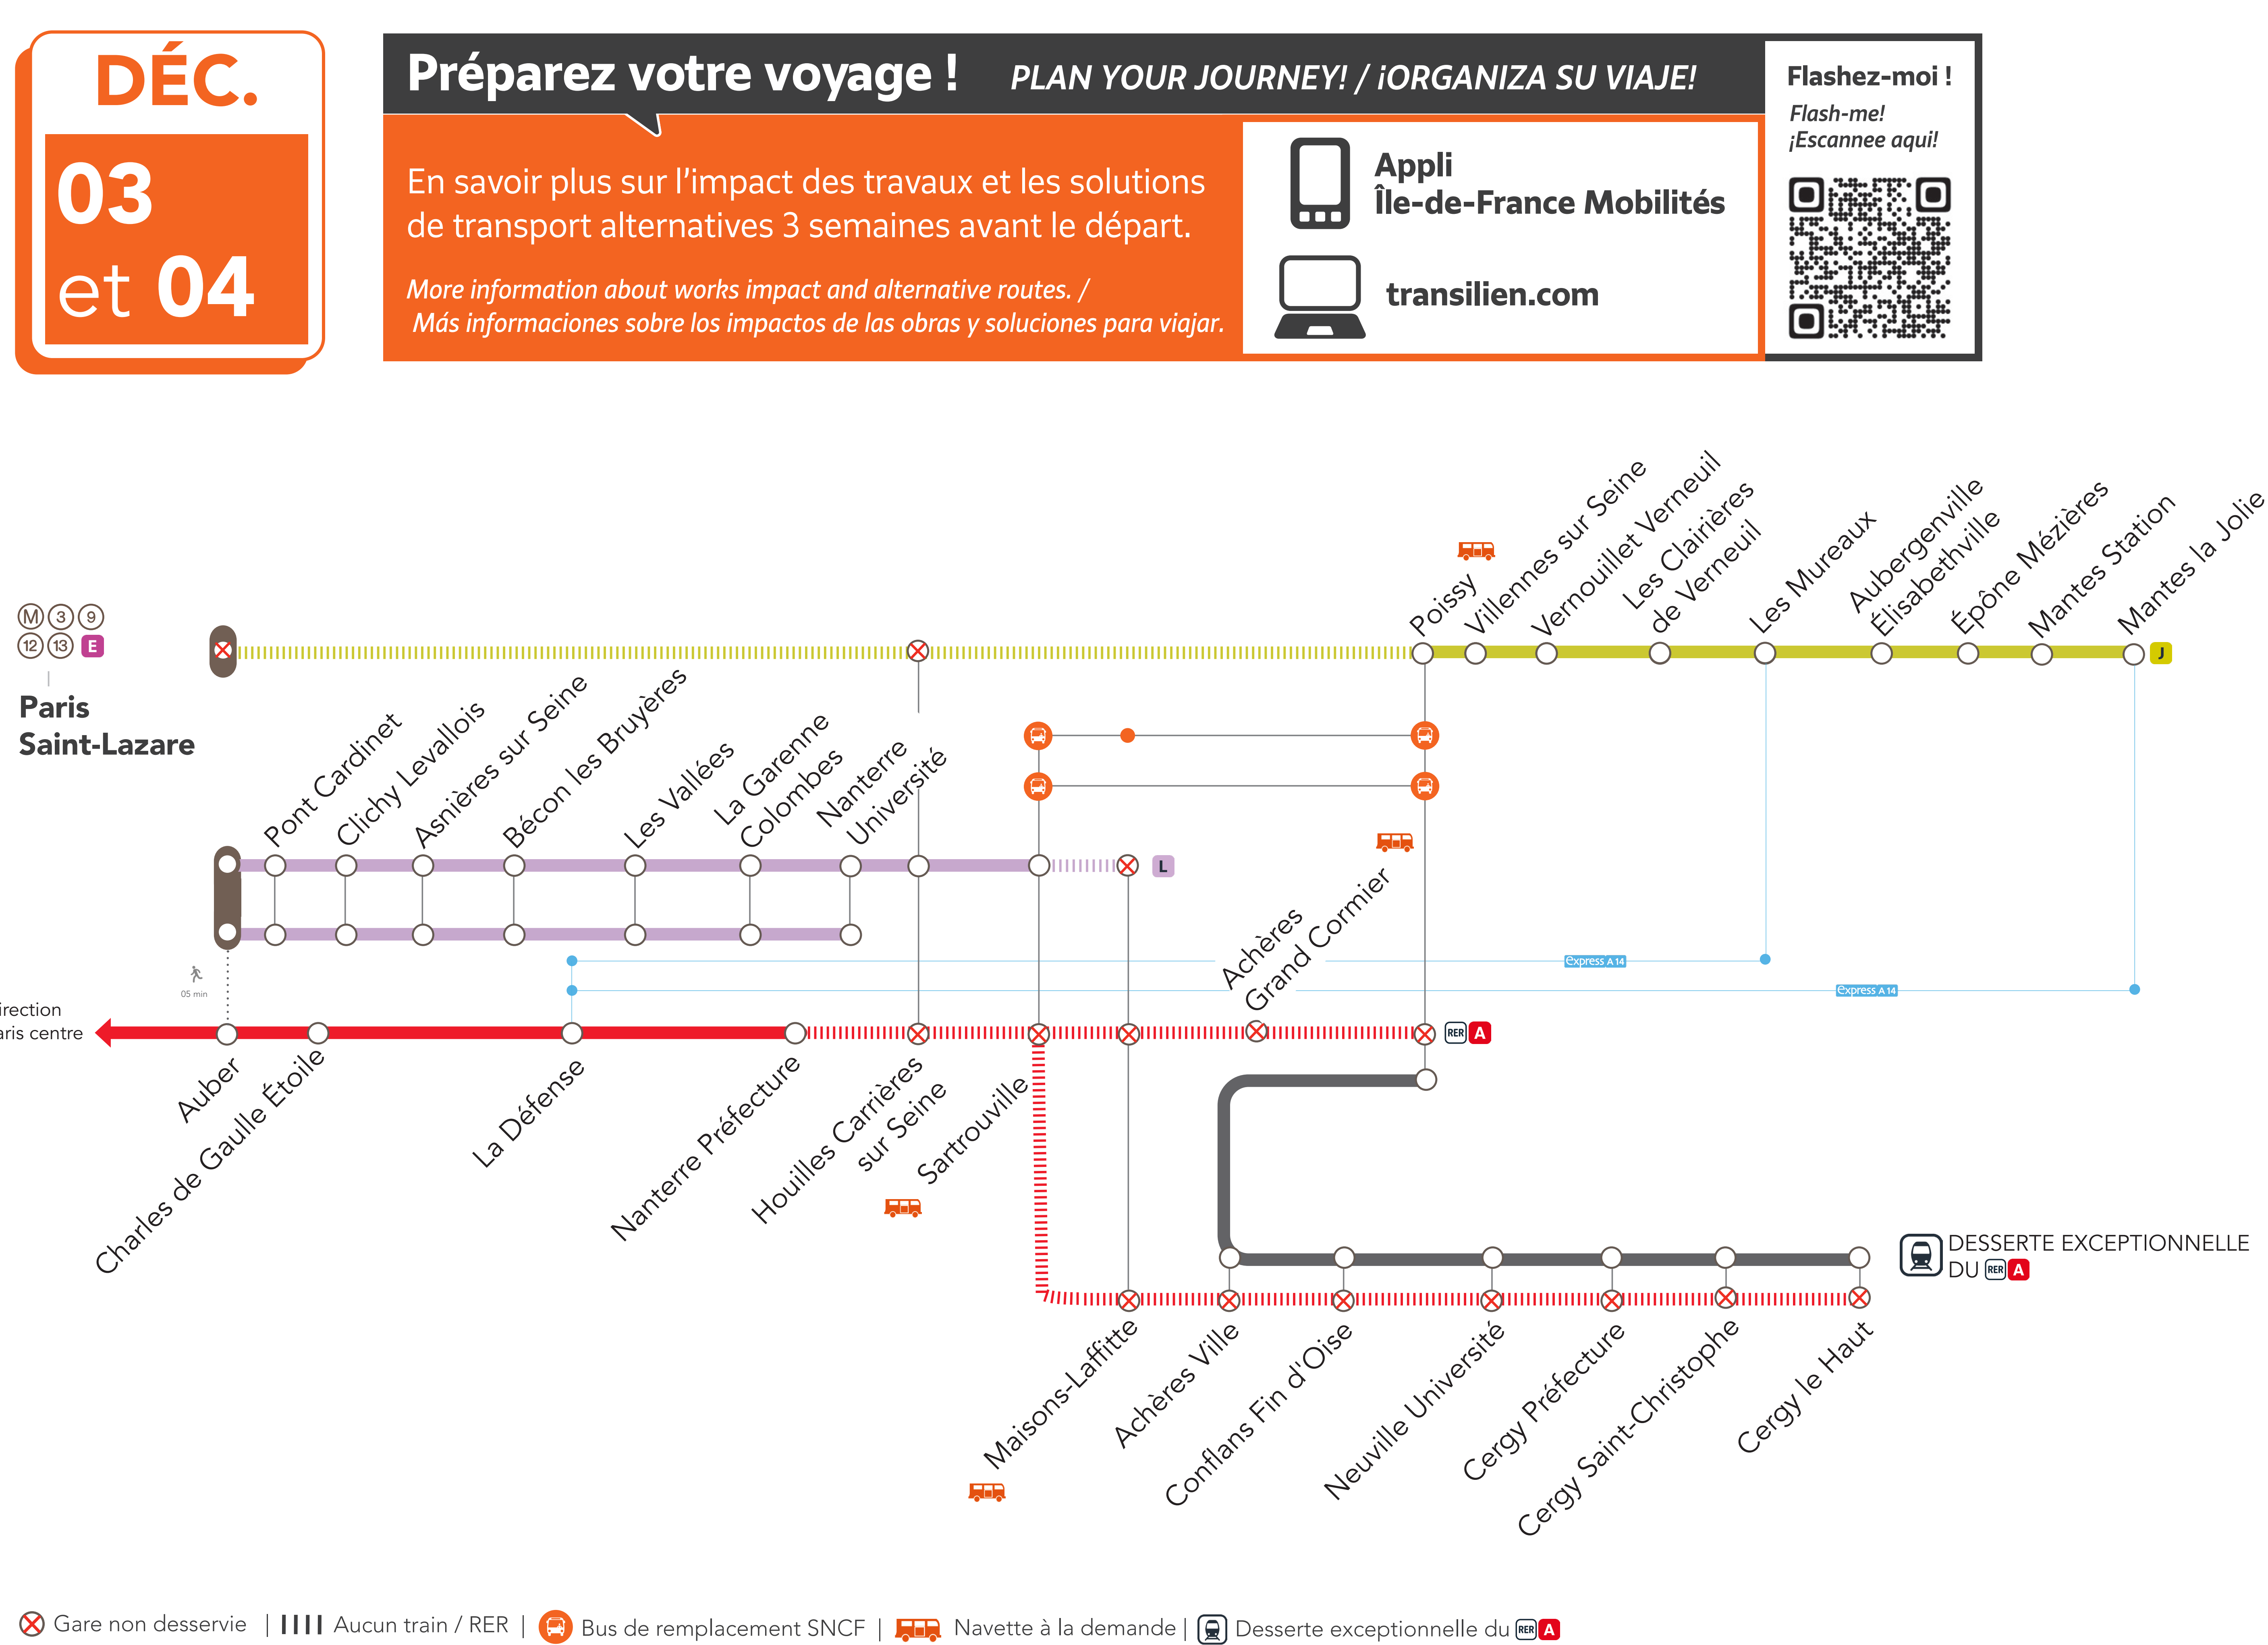 DÉC.
03
et 04
Préparez votre voyage !
PLAN YOUR JOURNEY! / ¡ORGANIZA SU VIAJE!
En savoir plus sur l'impact des travaux et les solutions
de transport alternatives 3 semaines avant le départ.
More information about works impact and alternative routes. /
Más informaciones sobre los impactos de las obras y soluciones para viajar.
Appli
Île-de-France Mobilités
transilien.com
Flashez-moi !
Flash-me!
¡Escannee aqui!
M 3 9
12 13 E
Paris
Saint-Lazare
Poissy
Villennes sur Seine
Vernouillet Verneuil
Les Clairières
de Verneuil
Les Mureaux
Aubergenville
Élisabethville
Épône Mézières
Mantes Station
Mantes la Jolie
J
Pont Cardinet
Clichy Levallois
Asnières sur Seine
Bécon les Bruyères
Les Vallées
La Garenne
Colombes
Nanterre
Université
L
Achères
Grand Cormier
express A 14
express A 14
05 min
irection
aris centre
RER A
Auber
Charles de Gaulle Étoile
La Défense
Nanterre Préfecture
Houilles Carrières
sur Seine
Sartrouville
DESSERTE EXCEPTIONNELLE
DU RER A
Maisons-Laffitte
Achères Ville
Conflans Fin d'Oise
Neuville Université
Cergy Préfecture
Cergy Saint-Christophe
Cergy le Haut
Gare non desservie | Aucun train / RER | Bus de remplacement SNCF | Navette à la demande | Desserte exceptionnelle du RER A